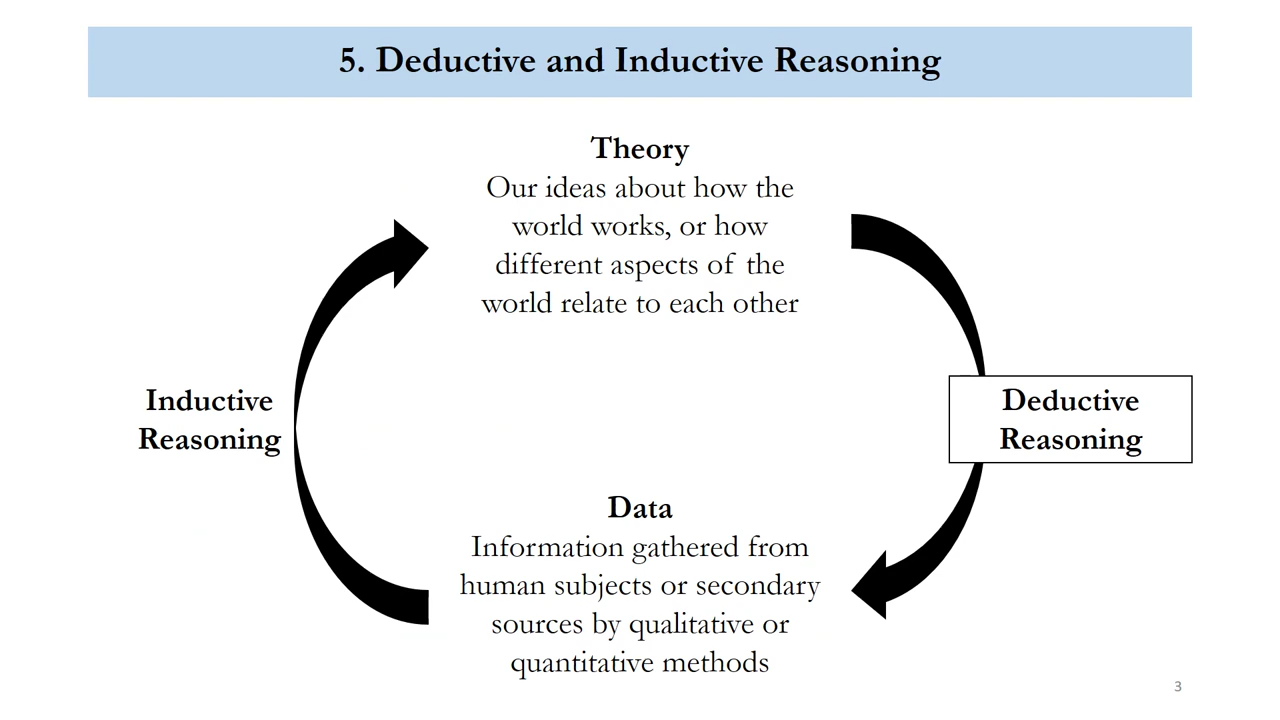 5. Deductive and Inductive Reasoning
Theory
Our ideas about how the
world works, or how
different aspects of the
world relate to each other
Inductive
Reasoning
Deductive
Reasoning
Data
Information gathered from
human subjects or secondary
sources by qualitative or
quantitative methods
3